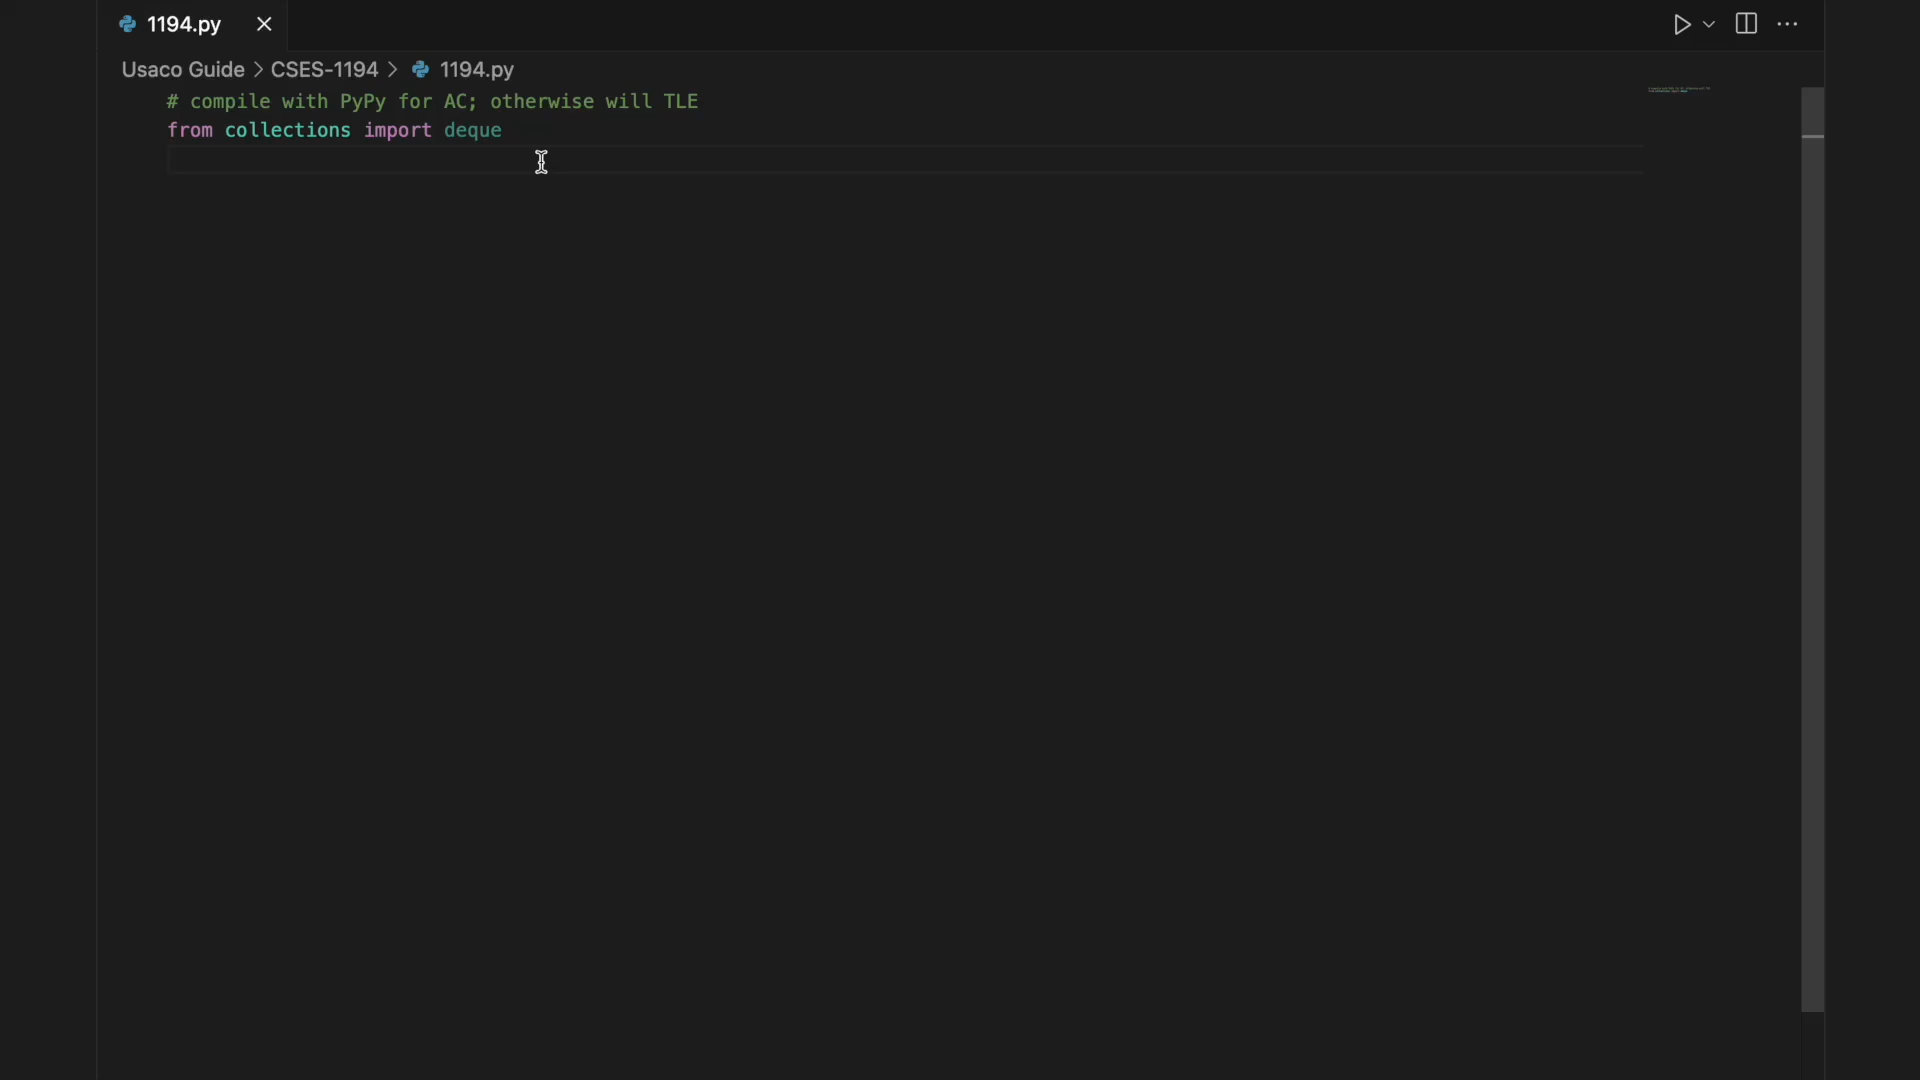 1194.py
Usaco Guide > CSES-1194 > 1194.py
# compile with PyPy for AC; otherwise will TLE
from collections import deque